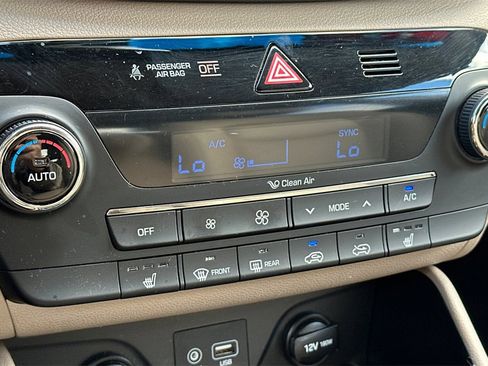 PASSENGER
AIR BAG
OFF
A/C
SYNC
Lo
Lo
Clean Air
AUTO
OFF
MODE
A/C
FRONT
REAR
USB
12V 180W